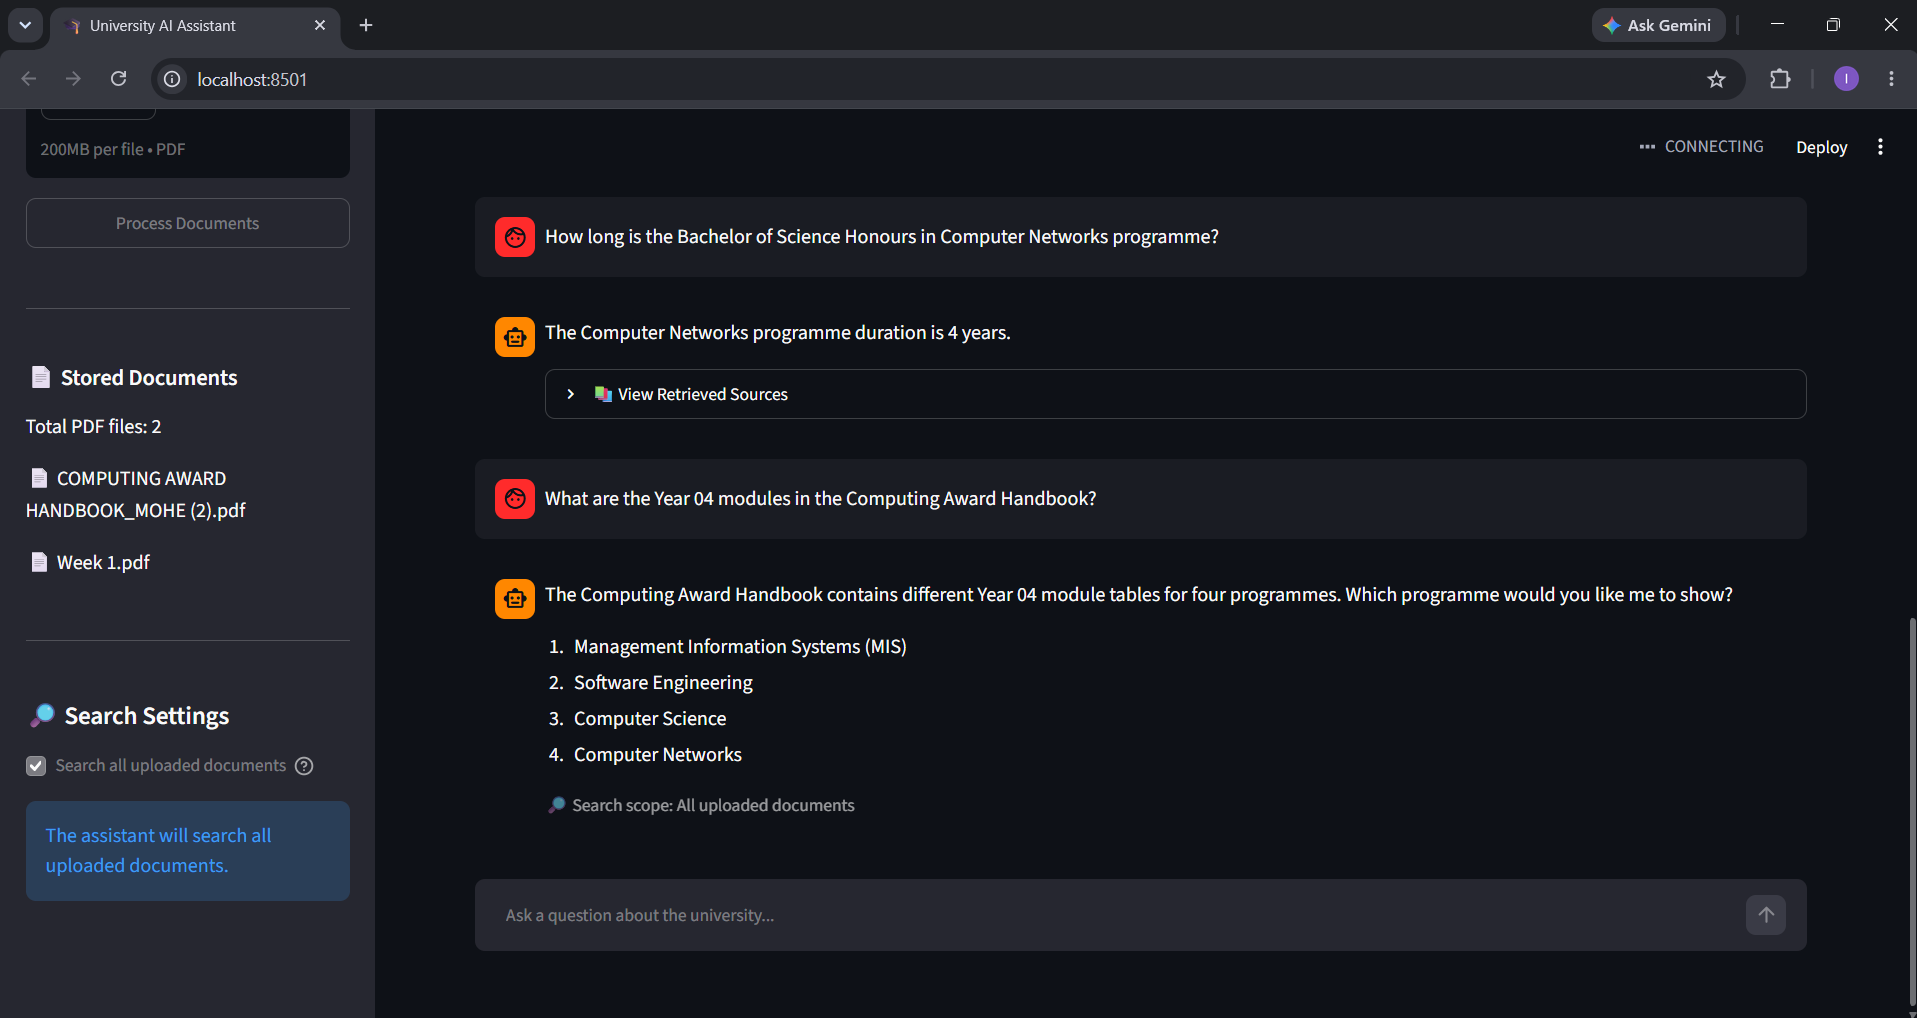 University AI Assistant
Ask Gemini
localhost:8501
I
200MB per file • PDF
Process Documents
Stored Documents
Total PDF files: 2
COMPUTING AWARD
HANDBOOK_MOHE (2).pdf
Week 1.pdf
Search Settings
Search all uploaded documents
The assistant will search all
uploaded documents.
CONNECTING
Deploy
How long is the Bachelor of Science Honours in Computer Networks programme?
The Computer Networks programme duration is 4 years.
View Retrieved Sources
What are the Year 04 modules in the Computing Award Handbook?
The Computing Award Handbook contains different Year 04 module tables for four programmes. Which programme would you like me to show?
1. Management Information Systems (MIS)
2. Software Engineering
3. Computer Science
4. Computer Networks
Search scope: All uploaded documents
Ask a question about the university...